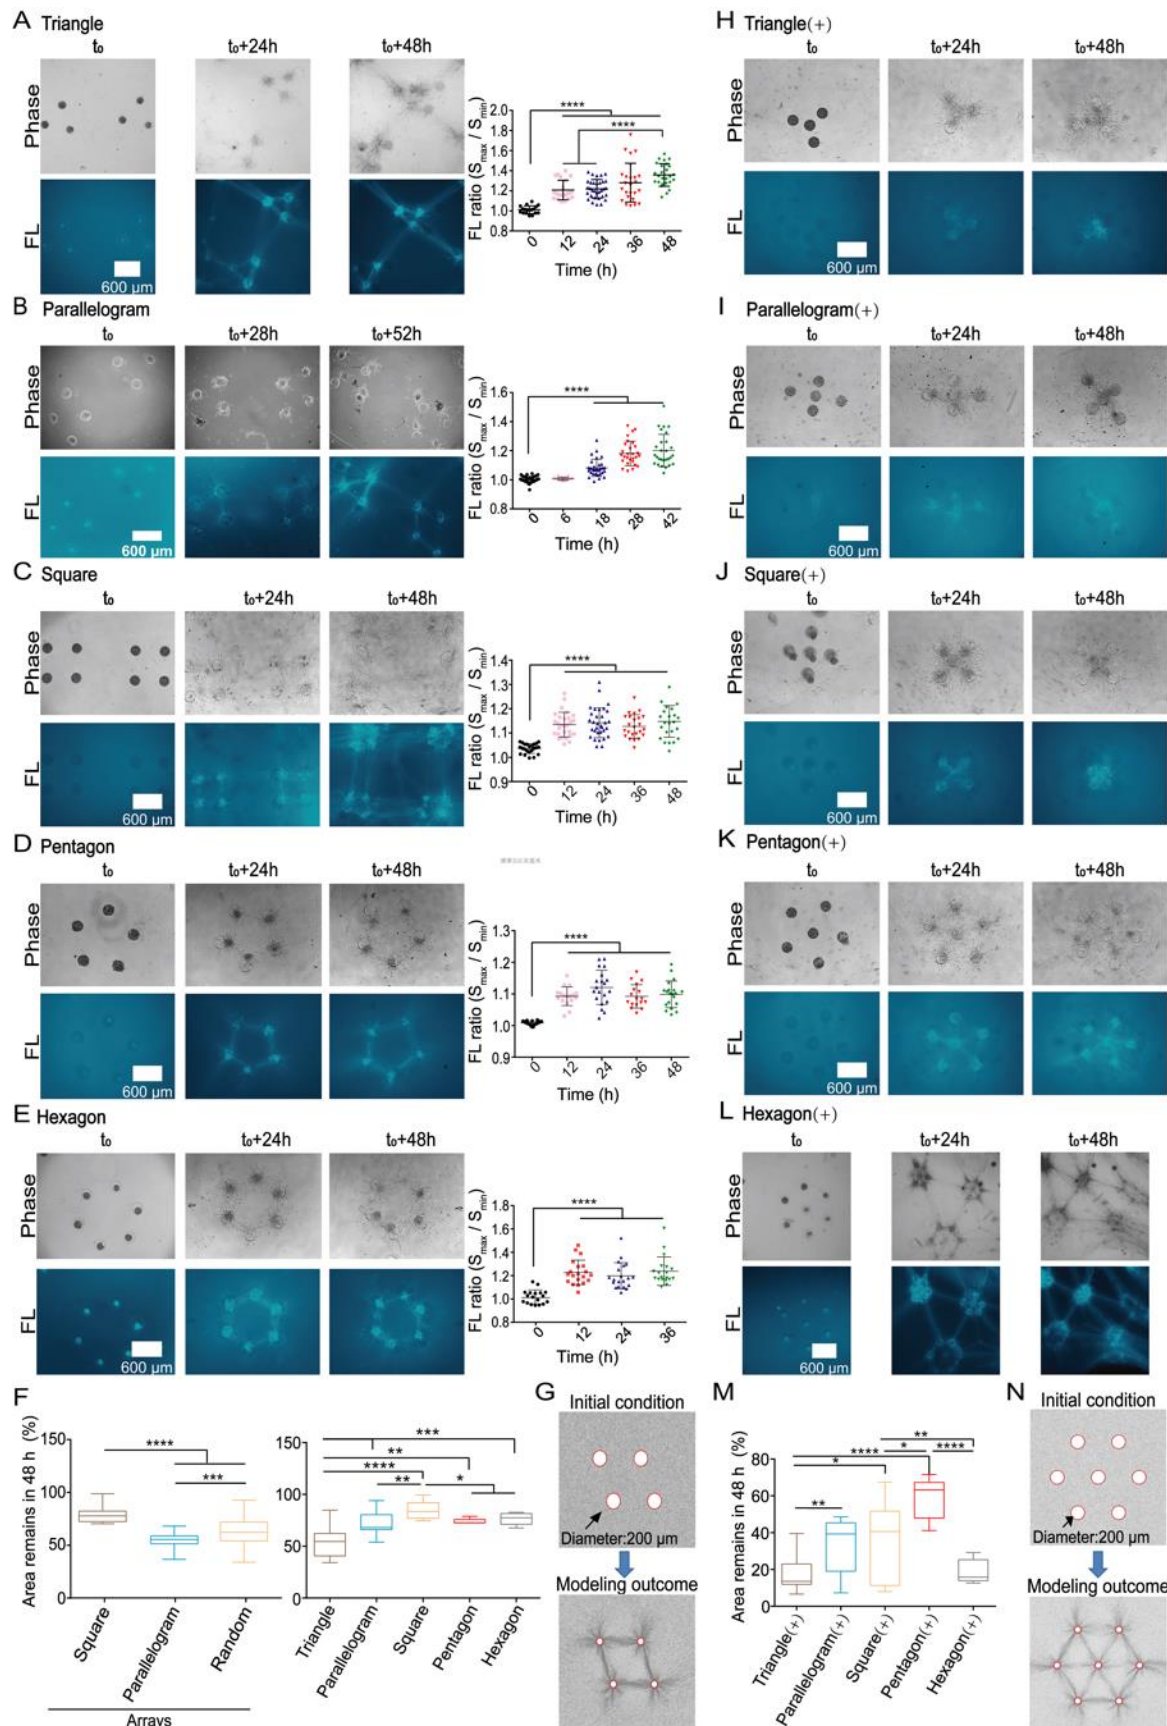 A Triangle
t₀ t₀+24h t₀+48h
Phase
FL
600 µm
FL ratio (Smax / Smin)
2.0
1.8
1.6
1.4
1.2
1.0
0.8
**** ****
0 12 24 36 48
Time (h)
B Parallelogram
t₀ t₀+28h t₀+52h
Phase
FL
600 µm
FL ratio (Smax / Smin)
1.6
1.4
1.2
1.0
0.8
****
0 6 18 28 42
Time (h)
C Square
t₀ t₀+24h t₀+48h
Phase
FL
600 µm
FL ratio (Smax / Smin)
1.4
1.3
1.2
1.1
1.0
0.9
****
0 12 24 36 48
Time (h)
D Pentagon
t₀ t₀+24h t₀+48h
Phase
FL
600 µm
FL ratio (Smax / Smin)
1.3
1.2
1.1
1.0
0.9
****
0 12 24 36 48
Time (h)
E Hexagon
t₀ t₀+24h t₀+48h
Phase
FL
600 µm
FL ratio (Smax / Smin)
1.8
1.6
1.4
1.2
1.0
0.8
****
0 12 24 36
Time (h)
F
Area remains in 48 h (%)
150
100
50
0
**** ***
Square Parallelogram Random
Arrays
150
100
50
0
*** ** **** ** *
Triangle Parallelogram Square Pentagon Hexagon
G
Initial condition
Diameter:200 µm
Modeling outcome
H Triangle(+)
t₀ t₀+24h t₀+48h
Phase
FL
600 µm
I Parallelogram(+)
t₀ t₀+24h t₀+48h
Phase
FL
600 µm
J Square(+)
t₀ t₀+24h t₀+48h
Phase
FL
600 µm
K Pentagon(+)
t₀ t₀+24h t₀+48h
Phase
FL
600 µm
L Hexagon(+)
t₀ t₀+24h t₀+48h
Phase
FL
600 µm
M
Area remains in 48 h (%)
80
60
40
20
0
** **** * **** * **
Triangle(+) Parallelogram(+) Square(+) Pentagon(+) Hexagon(+)
N
Initial condition
Diameter:200 µm
Modeling outcome